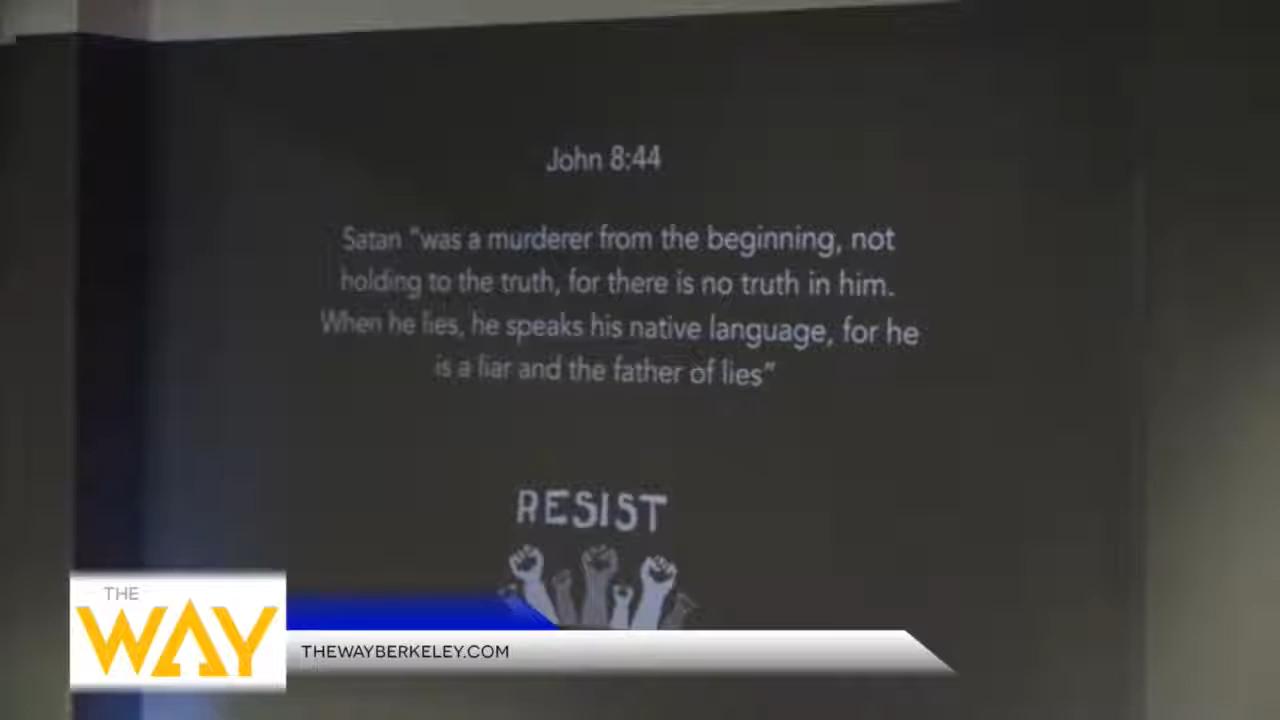 John 8:44
Satan "was a murderer from the beginning, not
holding to the truth, for there is no truth in him.
When he lies, he speaks his native language, for he
is a liar and the father of lies"
RESIST
THE
WAY
THEWAYBERKELEY.COM